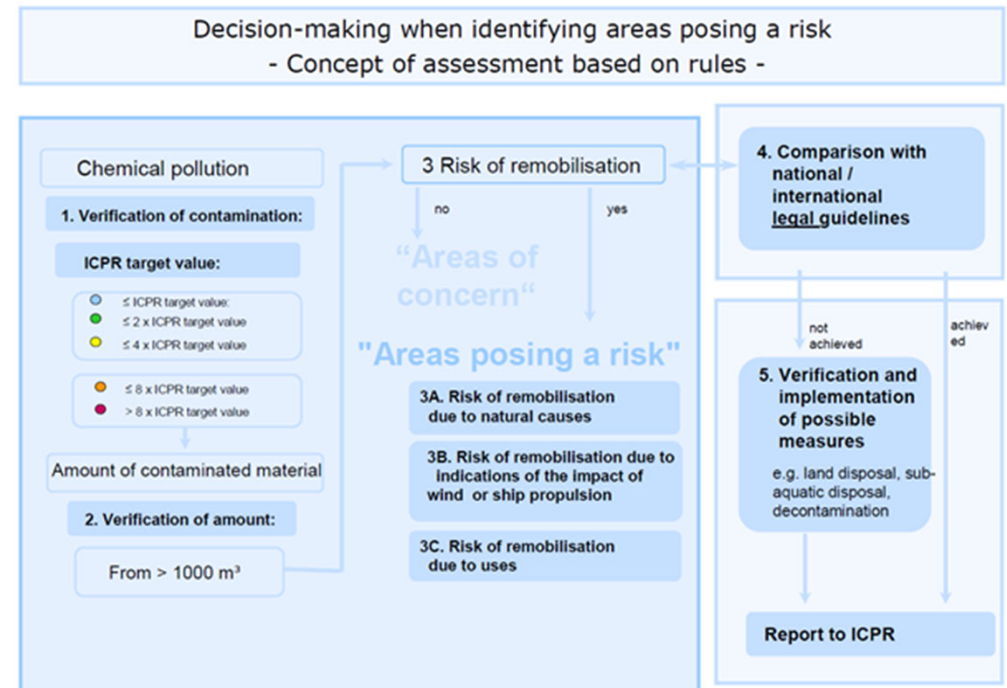 Decision-making when identifying areas posing a risk
- Concept of assessment based on rules -
Chemical pollution
1. Verification of contamination:
ICPR target value:
≤ ICPR target value:
≤ 2 x ICPR target value
≤ 4 x ICPR target value
≤ 8 x ICPR target value
> 8 x ICPR target value
Amount of contaminated material
2. Verification of amount:
From > 1000 m³
3 Risk of remobilisation
no
yes
“Areas of
concern“
"Areas posing a risk"
3A. Risk of remobilisation
due to natural causes
3B. Risk of remobilisation due to
indications of the impact of
wind or ship propulsion
3C. Risk of remobilisation
due to uses
4. Comparison with
national /
international
legal guidelines
not
achieved
achiev
ed
5. Verification and
implementation
of possible
measures
e.g. land disposal, sub-
aquatic disposal,
decontamination
Report to ICPR